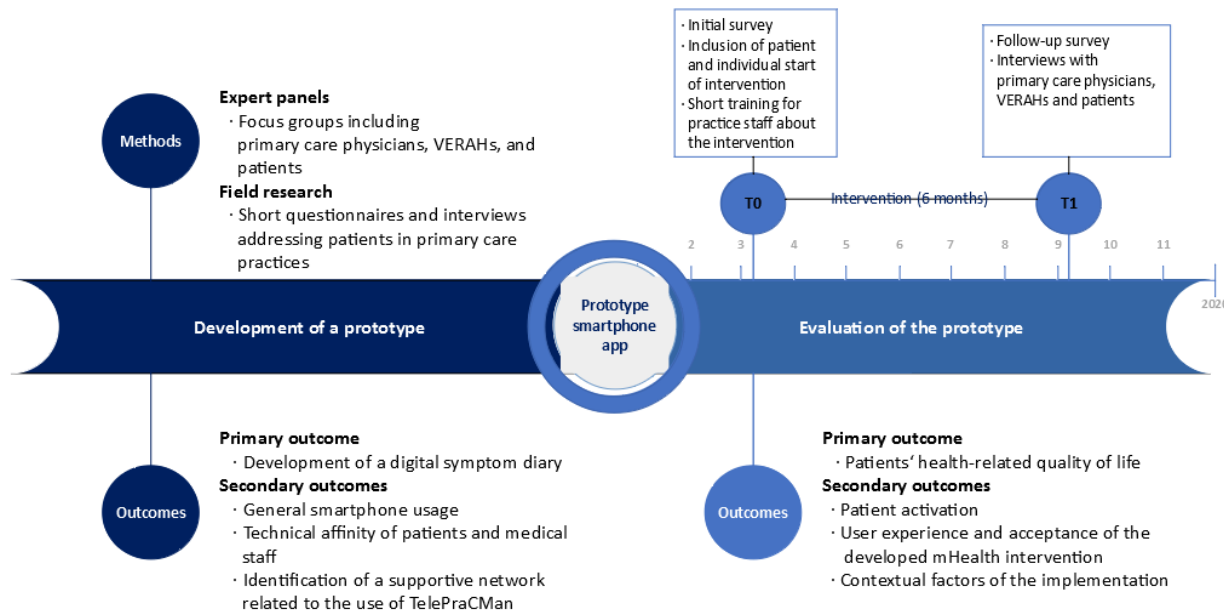 Methods
Expert panels
· Focus groups including
primary care physicians, VERAHs, and
patients
Field research
· Short questionnaires and interviews
addressing patients in primary care
practices
· Initial survey
· Inclusion of patient
and individual start
of intervention
· Short training for
practice staff about
the intervention
· Follow-up survey
· Interviews with
primary care physicians,
VERAHs and patients
T0
Intervention (6 months)
T1
2 3 4 5 6 7 8 9 10 11
2020
Development of a prototype
Prototype
smartphone
app
Evaluation of the prototype
Outcomes
Primary outcome
· Development of a digital symptom diary
Secondary outcomes
· General smartphone usage
· Technical affinity of patients and medical
staff
· Identification of a supportive network
related to the use of TelePraCMan
Outcomes
Primary outcome
· Patients‘ health-related quality of life
Secondary outcomes
· Patient activation
· User experience and acceptance of the
developed mHealth intervention
· Contextual factors of the implementation